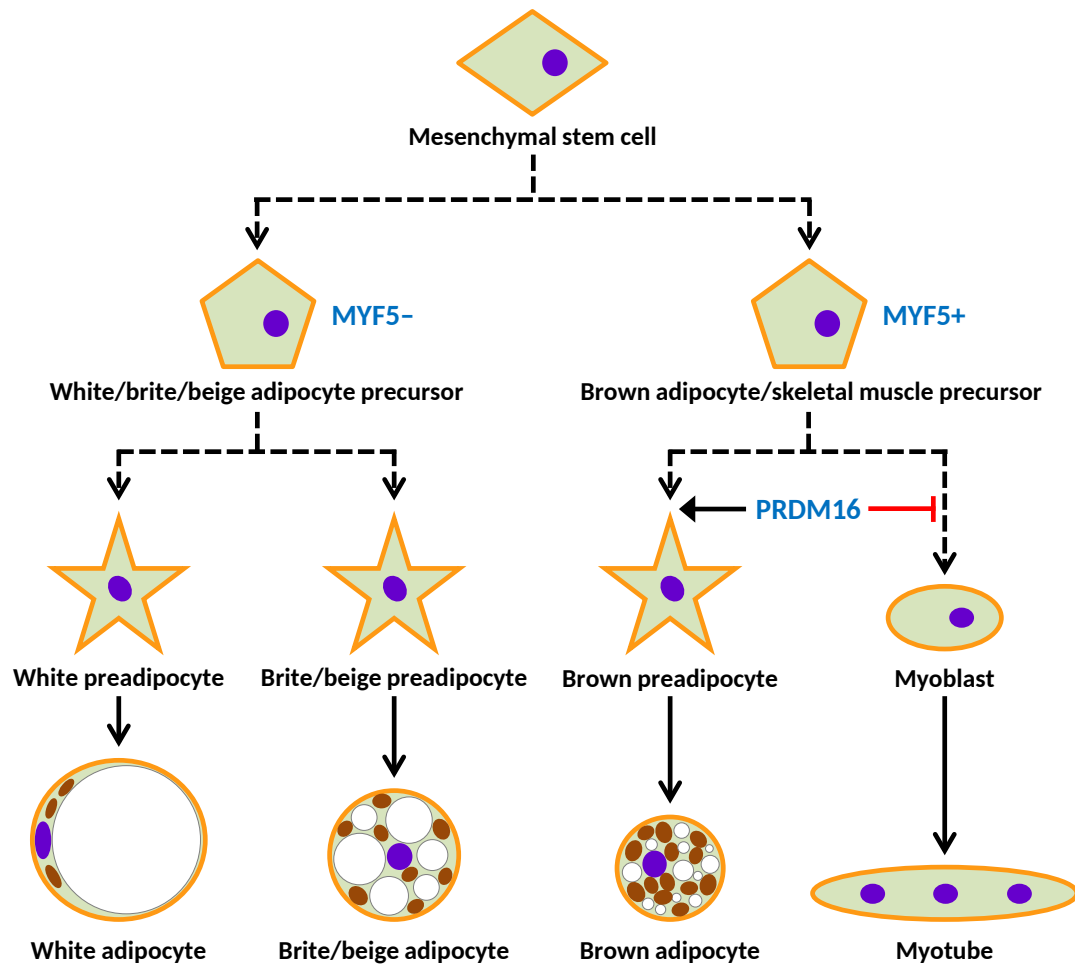 Mesenchymal stem cell
MYF5–
MYF5+
White/brite/beige adipocyte precursor
Brown adipocyte/skeletal muscle precursor
PRDM16
White preadipocyte
Brite/beige preadipocyte
Brown preadipocyte
Myoblast
White adipocyte
Brite/beige adipocyte
Brown adipocyte
Myotube